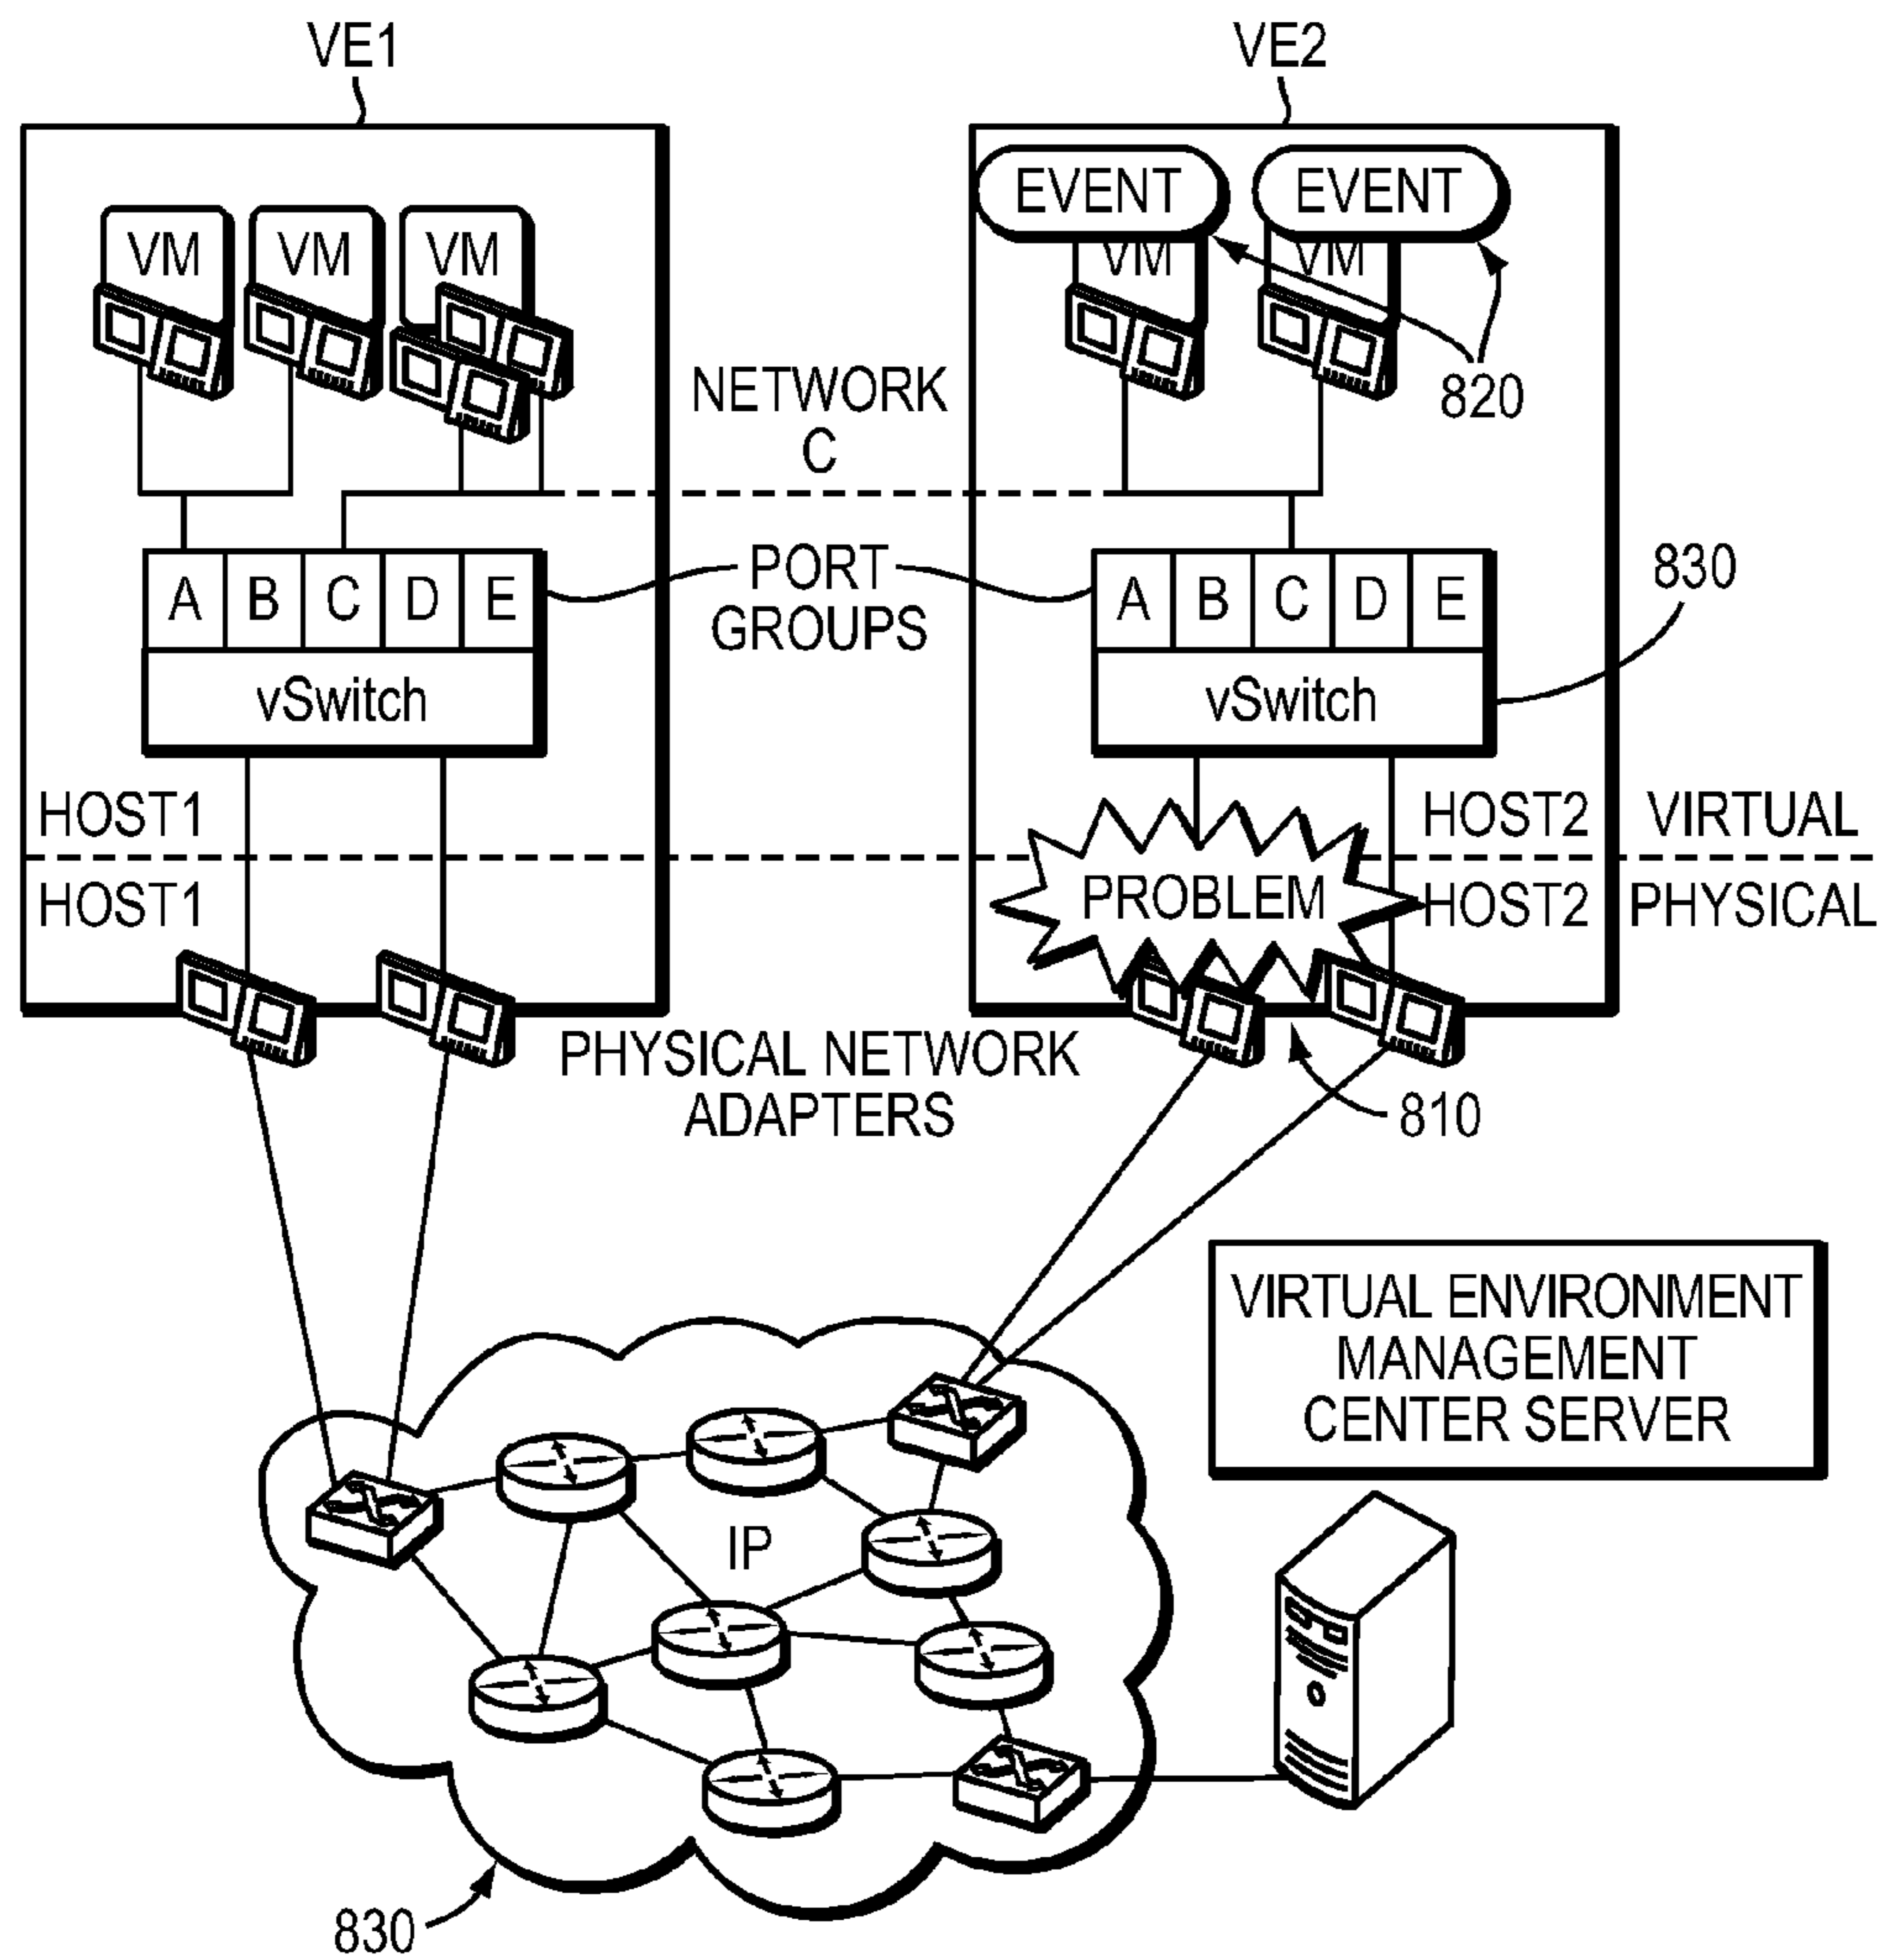 VE1
VE2
EVENT
EVENT
VM
VM
VM
VM
VM
820
NETWORK
C
PORT
GROUPS
830
A B C D E
A B C D E
vSwitch
vSwitch
HOST1
HOST2 VIRTUAL
HOST1
PROBLEM
HOST2 PHYSICAL
PHYSICAL NETWORK
ADAPTERS
810
VIRTUAL ENVIRONMENT
MANAGEMENT
CENTER SERVER
IP
830